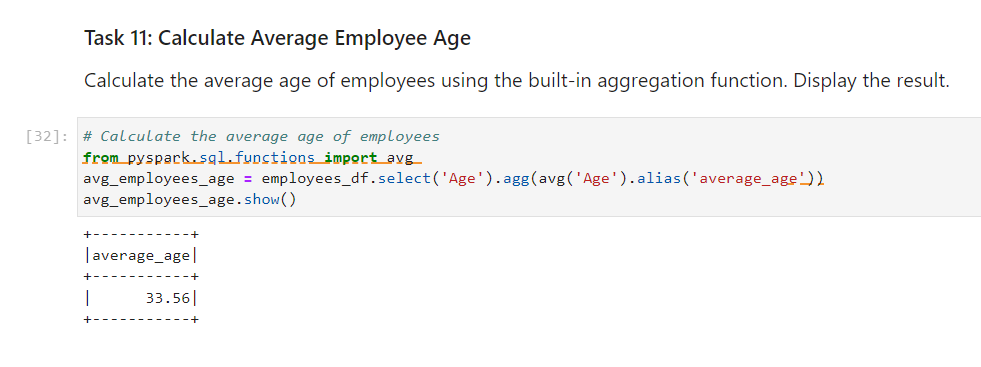 Task 11: Calculate Average Employee Age
Calculate the average age of employees using the built-in aggregation function. Display the result.
[32]: # Calculate the average age of employees
from pyspark.sql.functions import avg
avg_employees_age = employees_df.select('Age').agg(avg('Age').alias('average_age'))
avg_employees_age.show()
+-----------+
|average_age|
+-----------+
|      33.56|
+-----------+